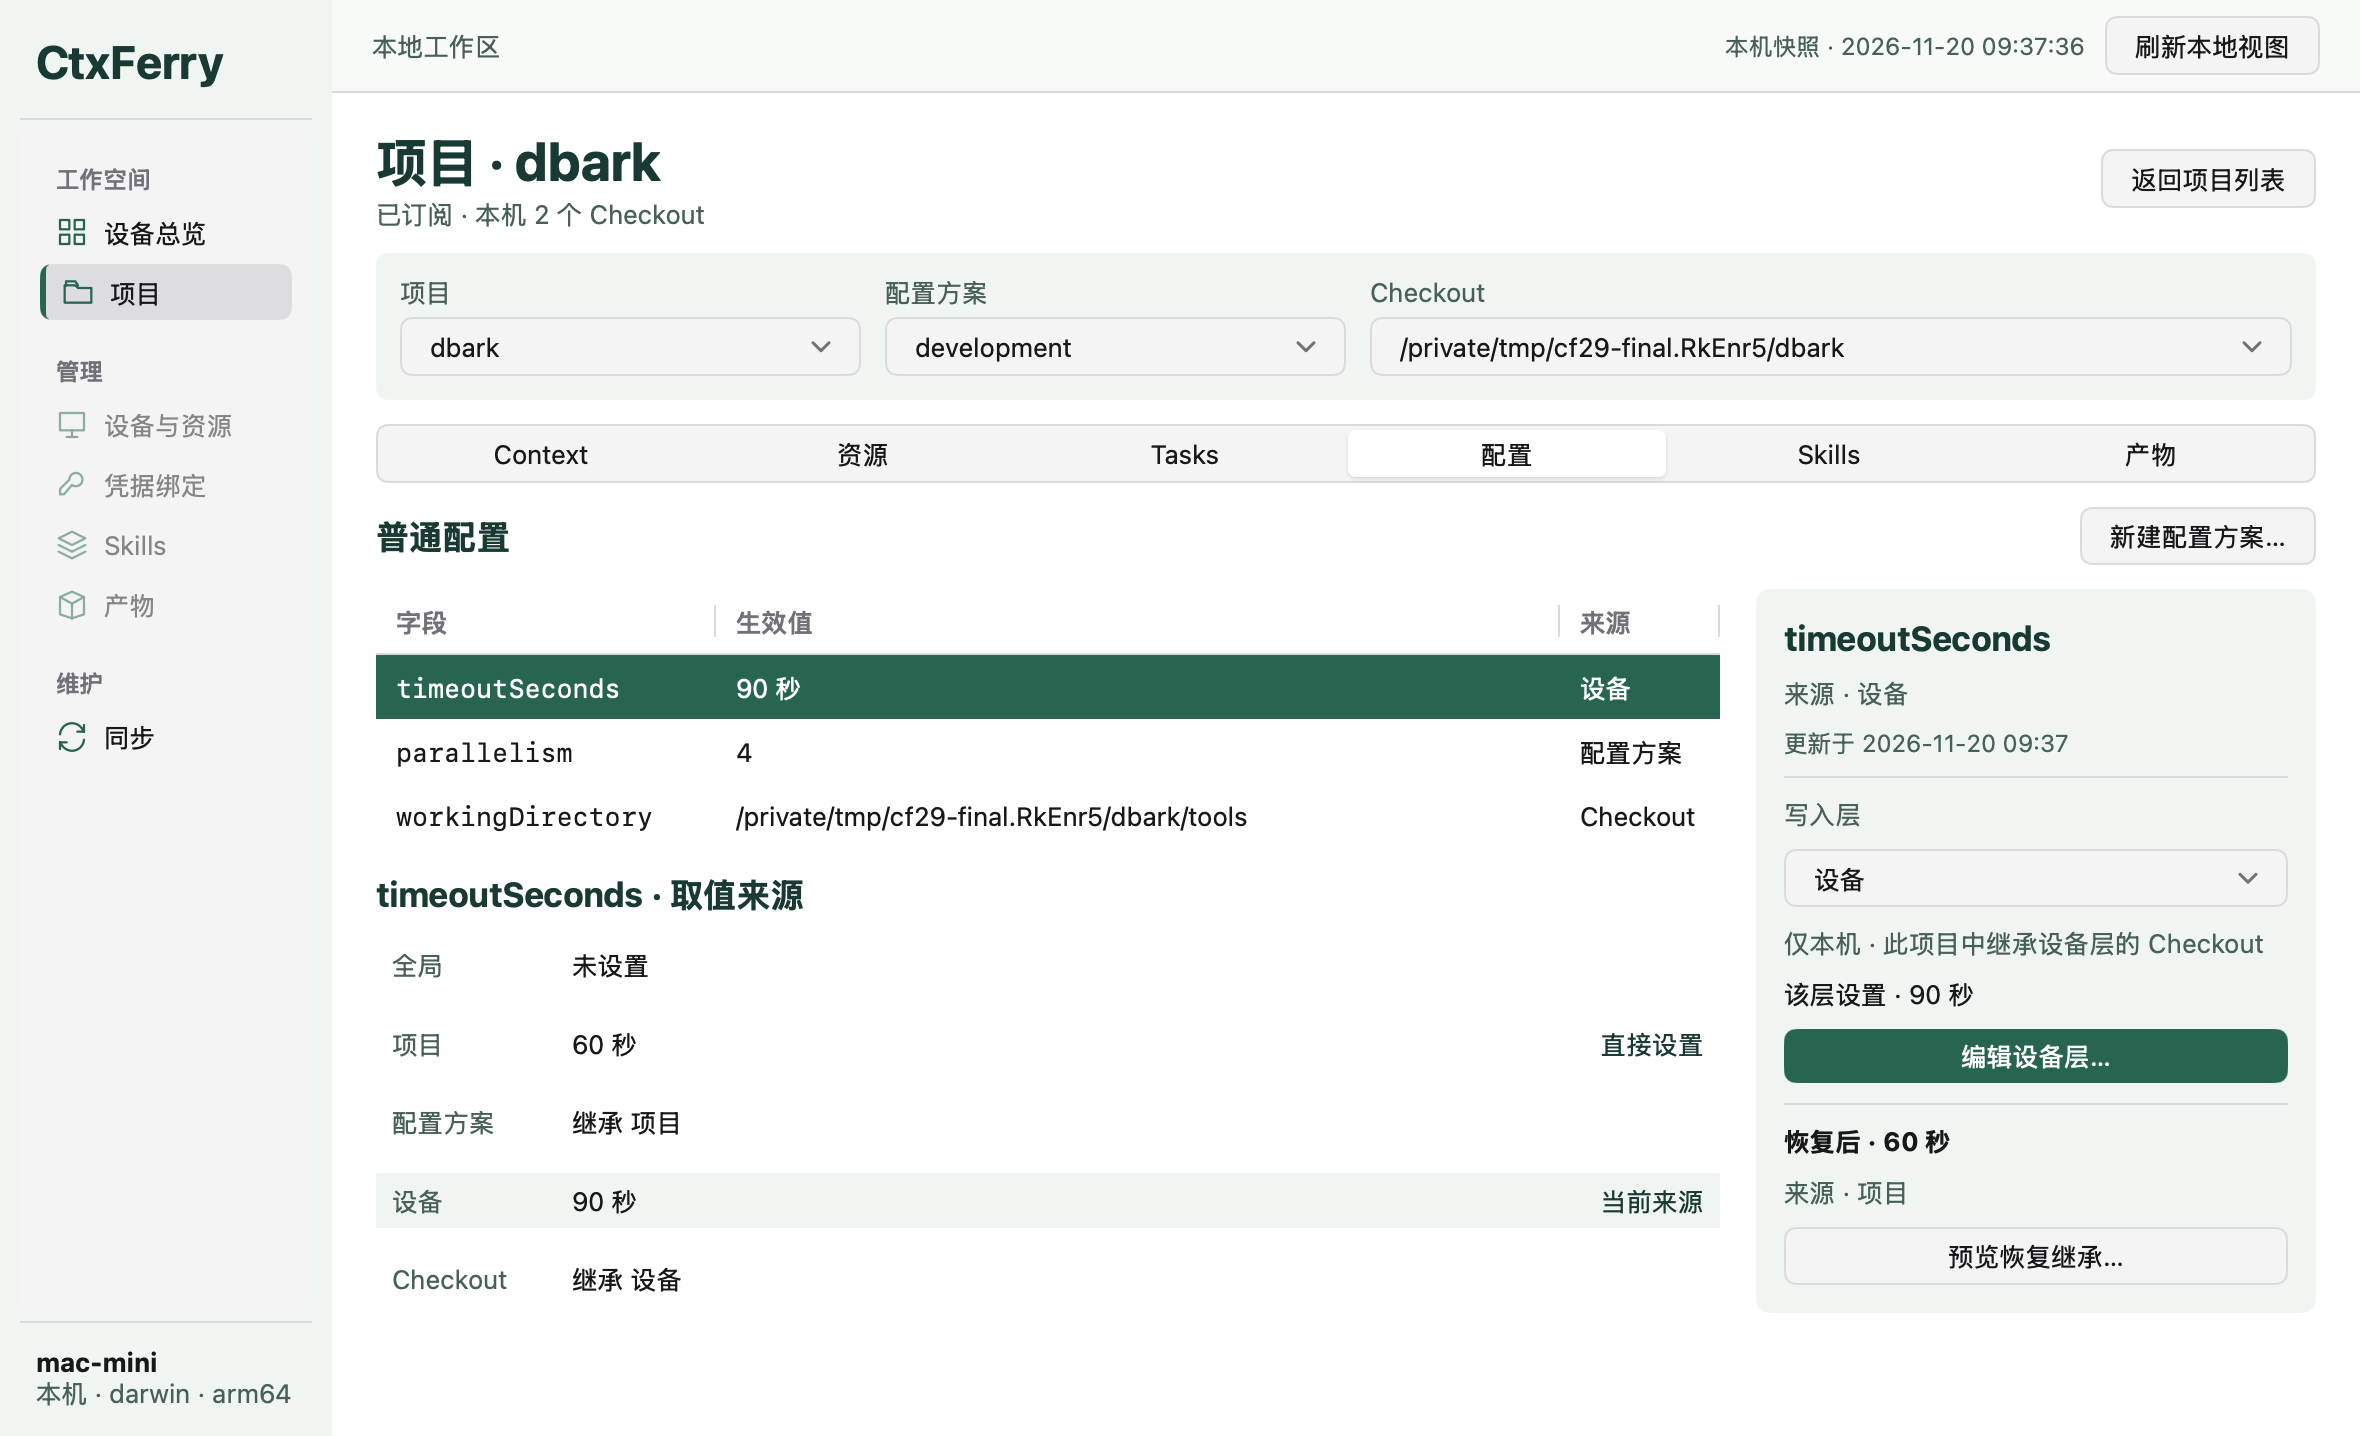 CtxFerry
工作空间
设备总览
项目
管理
设备与资源
凭据绑定
Skills
产物
维护
同步
mac-mini
本机 · darwin · arm64
本地工作区
本机快照 · 2026-11-20 09:37:36
刷新本地视图
项目 · dbark
已订阅 · 本机 2 个 Checkout
返回项目列表
项目
配置方案
Checkout
dbark
development
/private/tmp/cf29-final.RkEnr5/dbark
Context
资源
Tasks
配置
Skills
产物
普通配置
新建配置方案...
字段 生效值 来源
timeoutSeconds 90 秒 设备
parallelism 4 配置方案
workingDirectory /private/tmp/cf29-final.RkEnr5/dbark/tools Checkout
timeoutSeconds · 取值来源
全局 未设置
项目 60 秒 直接设置
配置方案 继承 项目
设备 90 秒 当前来源
Checkout 继承 设备
timeoutSeconds
来源 · 设备
更新于 2026-11-20 09:37
写入层
设备
仅本机 · 此项目中继承设备层的 Checkout
该层设置 · 90 秒
编辑设备层...
恢复后 · 60 秒
来源 · 项目
预览恢复继承...